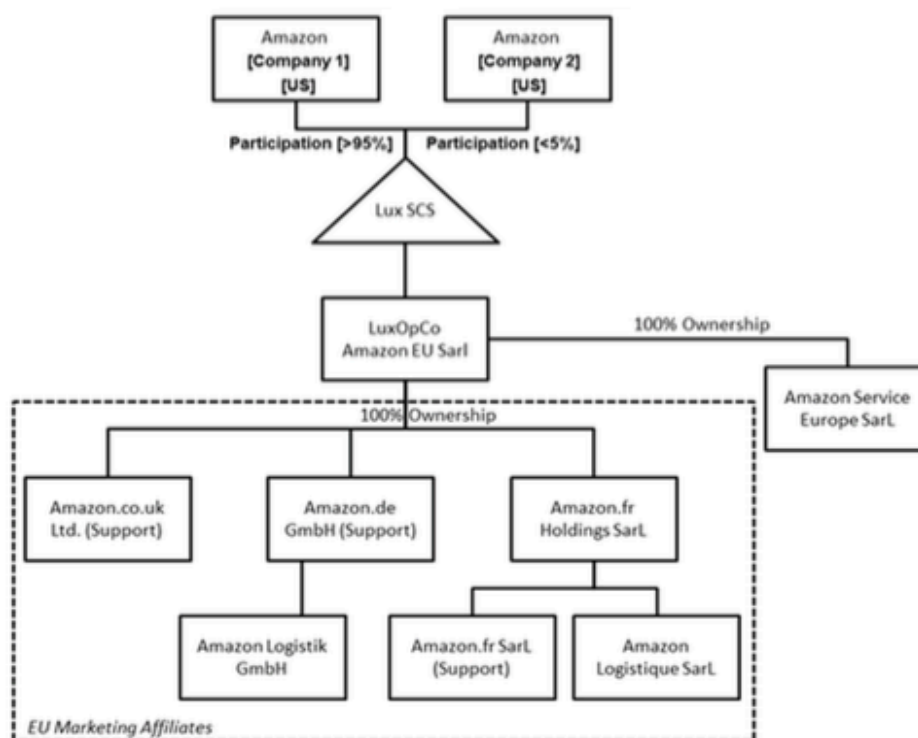 Amazon
[Company 1]
[US]
Amazon
[Company 2]
[US]
Participation [>95%]
Participation [<5%]
Lux SCS
LuxOpCo
Amazon EU Sarl
100% Ownership
Amazon Service
Europe SarL
100% Ownership
Amazon.co.uk
Ltd. (Support)
Amazon.de
GmbH (Support)
Amazon.fr
Holdings SarL
Amazon Logistik
GmbH
Amazon.fr SarL
(Support)
Amazon
Logistique SarL
EU Marketing Affiliates